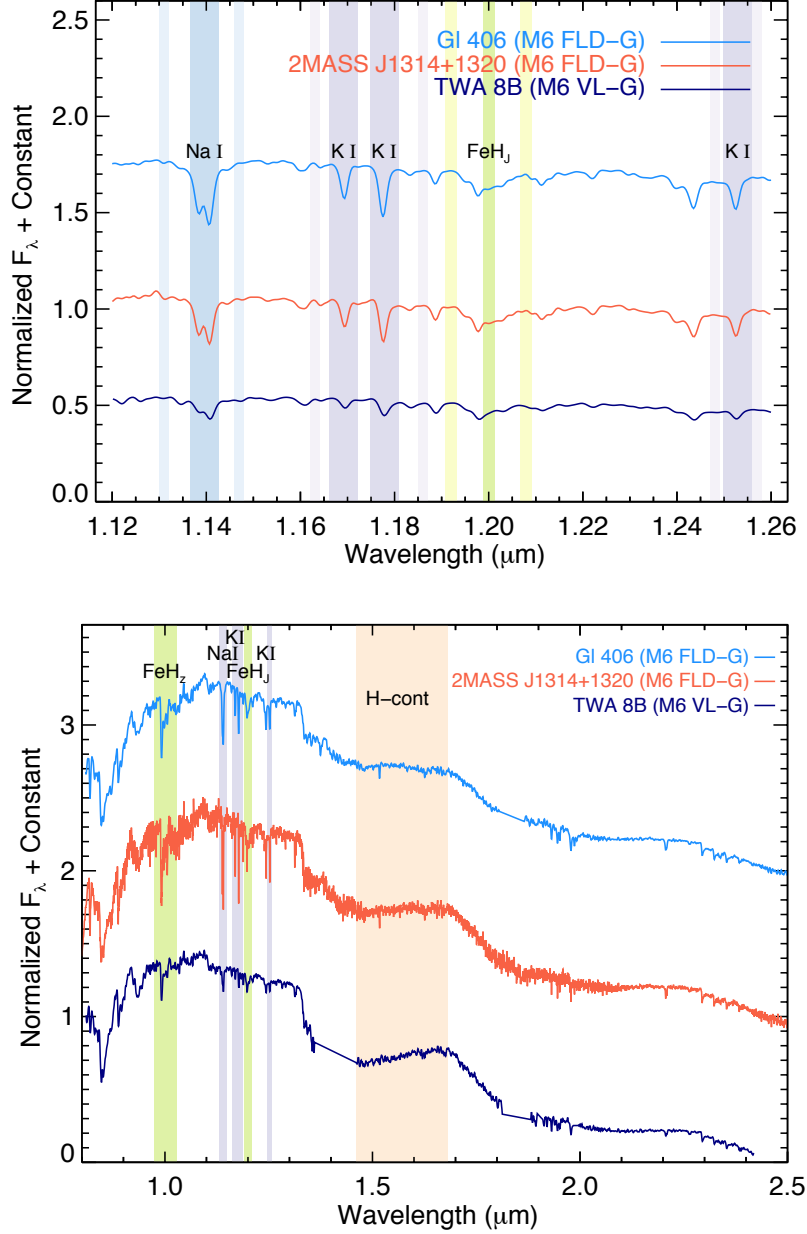 Gl 406 (M6 FLD−G)
2MASS J1314+1320 (M6 FLD−G)
TWA 8B (M6 VL−G)
Na I
K I
K I
FeH_J
K I
2.5
2.0
1.5
1.0
0.5
0.0
Normalized F_λ + Constant
1.12 1.14 1.16 1.18 1.20 1.22 1.24 1.26
Wavelength (μm)
KI
NaI
KI
FeH_Z
FeH_J
H−cont
Gl 406 (M6 FLD−G)
2MASS J1314+1320 (M6 FLD−G)
TWA 8B (M6 VL−G)
3
2
1
0
Normalized F_λ + Constant
1.0 1.5 2.0 2.5
Wavelength (μm)